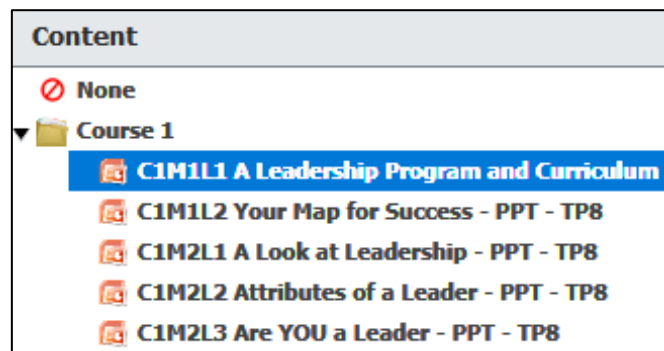 Content
None
Course 1
C1M1L1 A Leadership Program and Curriculum
C1M1L2 Your Map for Success - PPT - TP8
C1M2L1 A Look at Leadership - PPT - TP8
C1M2L2 Attributes of a Leader - PPT - TP8
C1M2L3 Are YOU a Leader - PPT - TP8